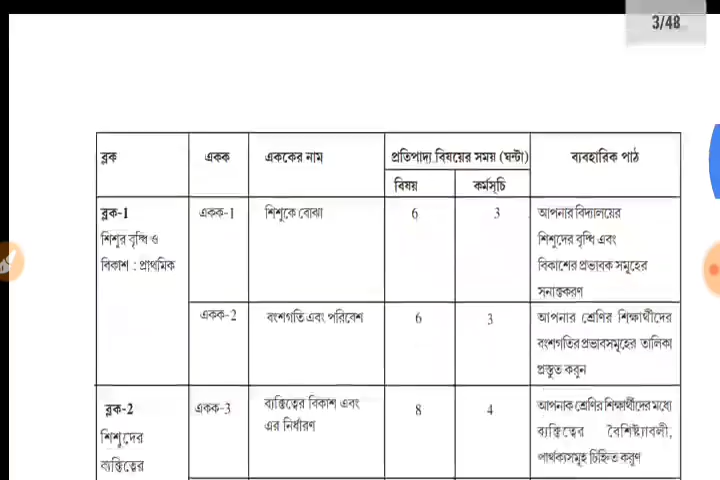 3/48
ব্লক
একক
এককের নাম
প্রতিপাদ্য বিষয়ের সময় (ঘন্টা)
ব্যবহারিক পাঠ
বিষয়
কর্মসূচি
ব্লক-1
শিশুর বৃদ্ধি ও
বিকাশ : প্রাথমিক
একক-1
শিশুকে বোঝা
6
3
আপনার বিদ্যালয়ের
শিশুদের বৃদ্ধি এবং
বিকাশের প্রভাবক সমূহের
সনাক্তকরণ
একক-2
বংশগতি এবং পরিবেশ
6
3
আপনার শ্রেণির শিক্ষার্থীদের
বংশগতির প্রভাবসমূহের তালিকা
প্রস্তুত করুন
ব্লক-2
শিশুদের
ব্যক্তিত্বের
একক-3
ব্যক্তিত্বের বিকাশ এবং
এর নির্ধারণ
8
4
আপনাক শ্রেণির শিক্ষার্থীদের মধ্যে
ব্যক্তিত্বের বৈশিষ্ট্যাবলী,
পার্থক্যসমূহ চিহ্নিত করুণ